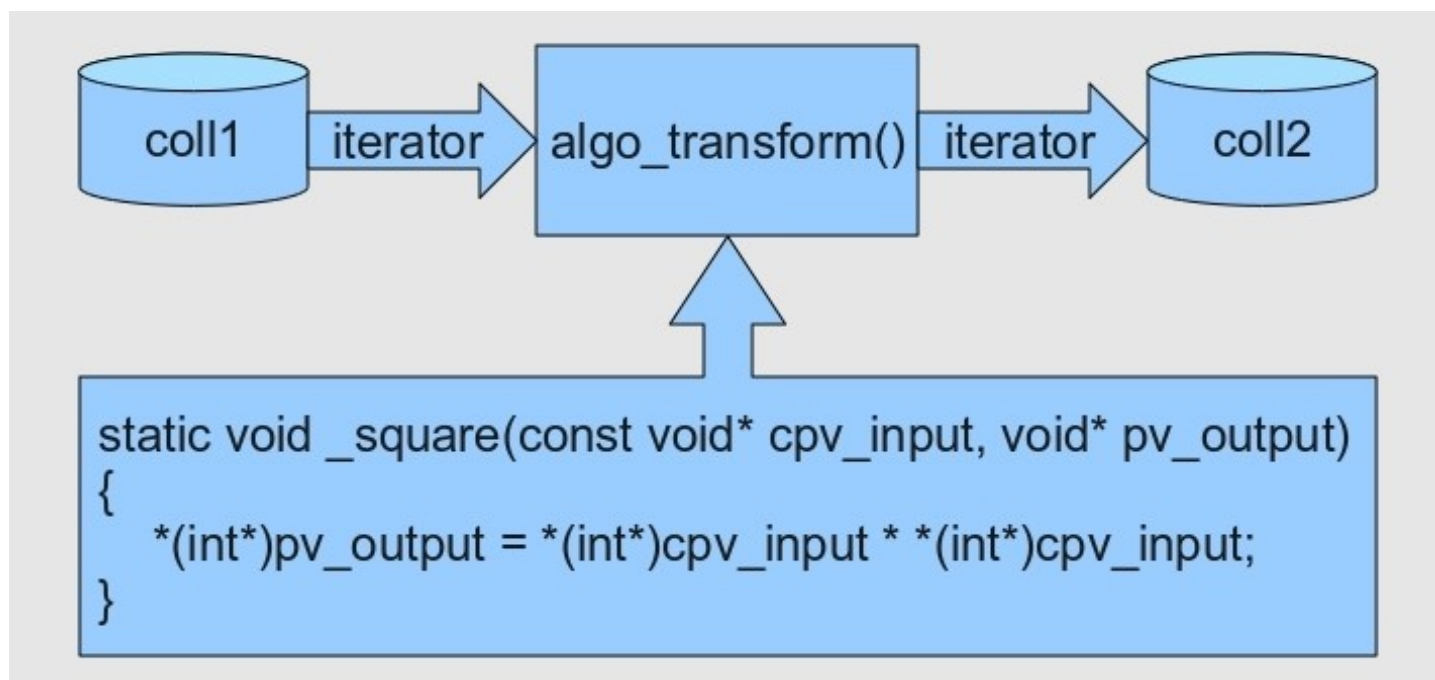 coll1
iterator
algo_transform()
iterator
coll2
static void _square(const void* cpv_input, void* pv_output)
{
*(int*)pv_output = *(int*)cpv_input * *(int*)cpv_input;
}